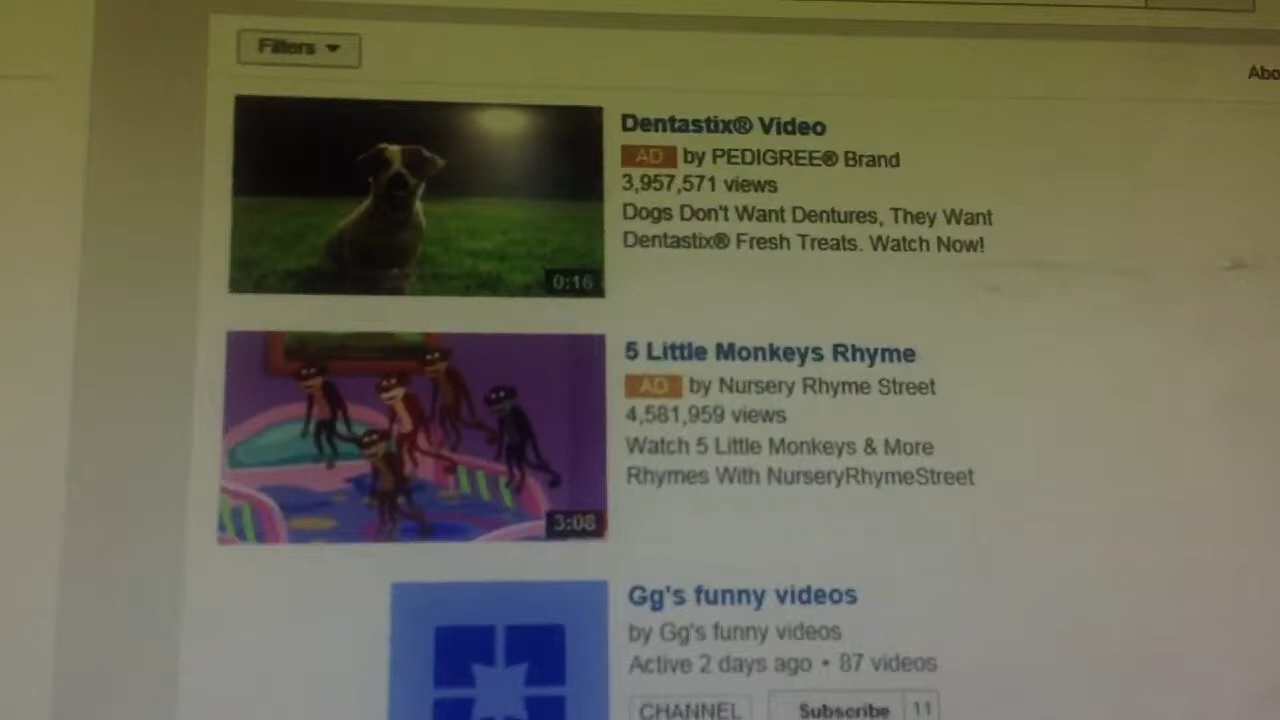 Filters
Abo
Dentastix® Video
AD by PEDIGREE® Brand
3,957,571 views
Dogs Don't Want Dentures, They Want
Dentastix® Fresh Treats. Watch Now!
0:16
5 Little Monkeys Rhyme
AD by Nursery Rhyme Street
4,581,959 views
Watch 5 Little Monkeys & More
Rhymes With NurseryRhymeStreet
3:08
Gg's funny videos
by Gg's funny videos
Active 2 days ago • 87 videos
CHANNEL Subscribe 11